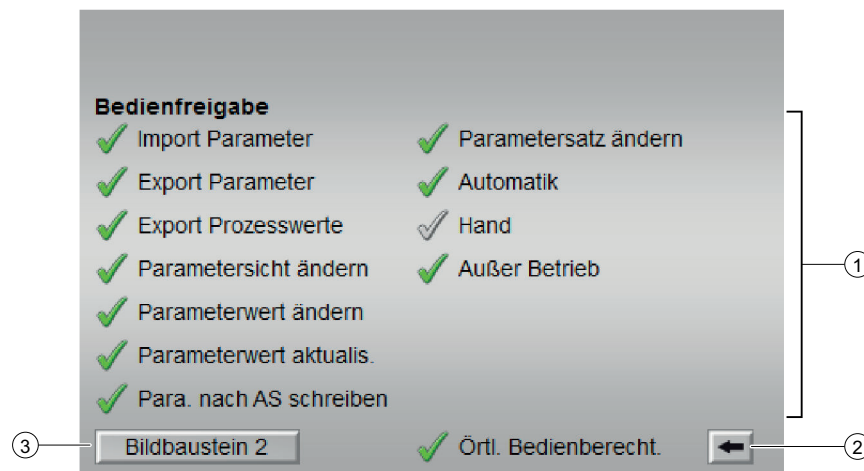 Bedienfreigabe
Import Parameter
Export Parameter
Export Prozesswerte
Parametersicht ändern
Parameterwert ändern
Parameterwert aktualis.
Para. nach AS schreiben
Parametersatz ändern
Automatik
Hand
Außer Betrieb
1
3
Bildbaustein 2
Örtl. Bedienberecht.
2